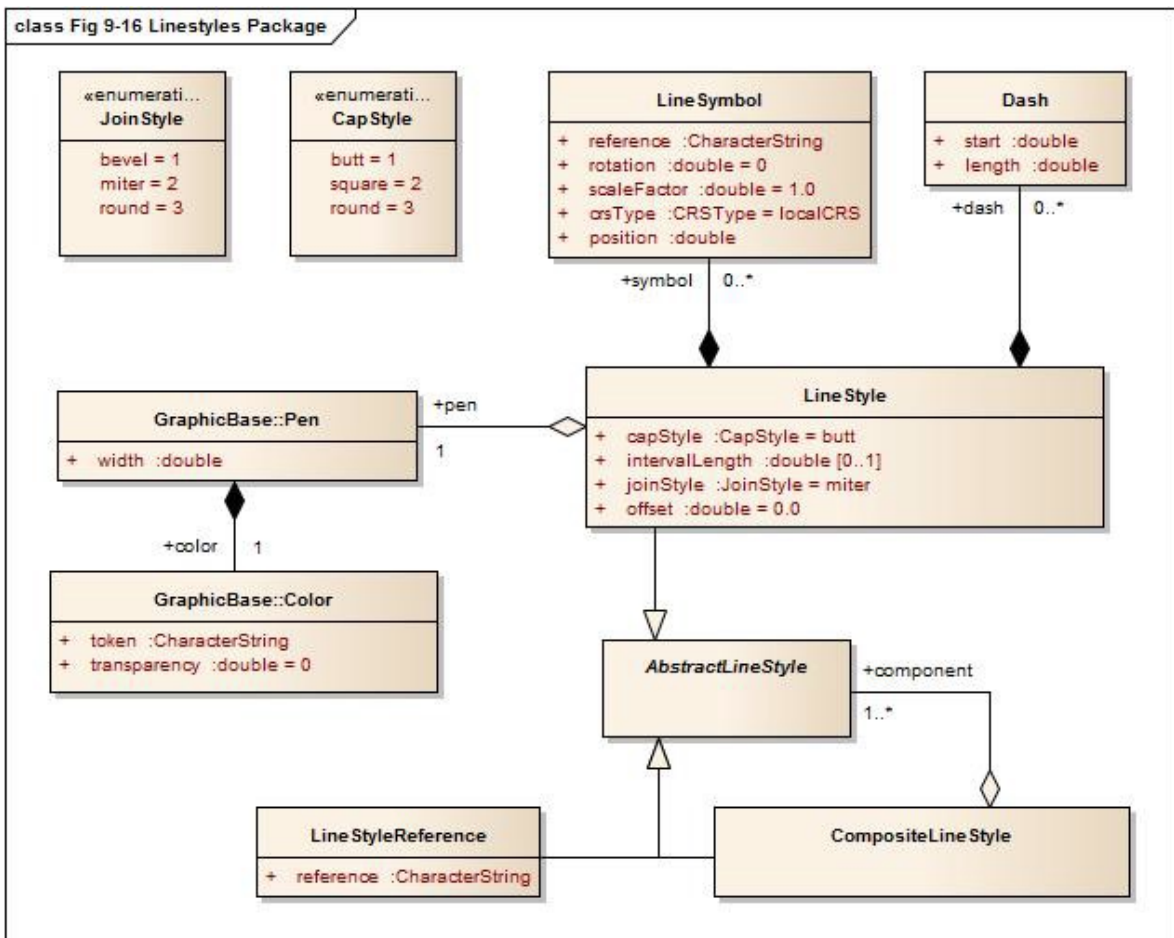 class Fig 9-16 Linestyles Package
«enumerati...
JoinStyle
bevel = 1
miter = 2
round = 3
«enumerati...
CapStyle
butt = 1
square = 2
round = 3
LineSymbol
+ reference :CharacterString
+ rotation :double = 0
+ scaleFactor :double = 1.0
+ crsType :CRSType = localCRS
+ position :double
Dash
+ start :double
+ length :double
+symbol 0..*
+dash 0..*
GraphicBase::Pen
+ width :double
+pen
1
LineStyle
+ capStyle :CapStyle = butt
+ intervalLength :double [0..1]
+ joinStyle :JoinStyle = miter
+ offset :double = 0.0
+color 1
GraphicBase::Color
+ token :CharacterString
+ transparency :double = 0
AbstractLineStyle
+component
1..*
LineStyleReference
+ reference :CharacterString
CompositeLineStyle